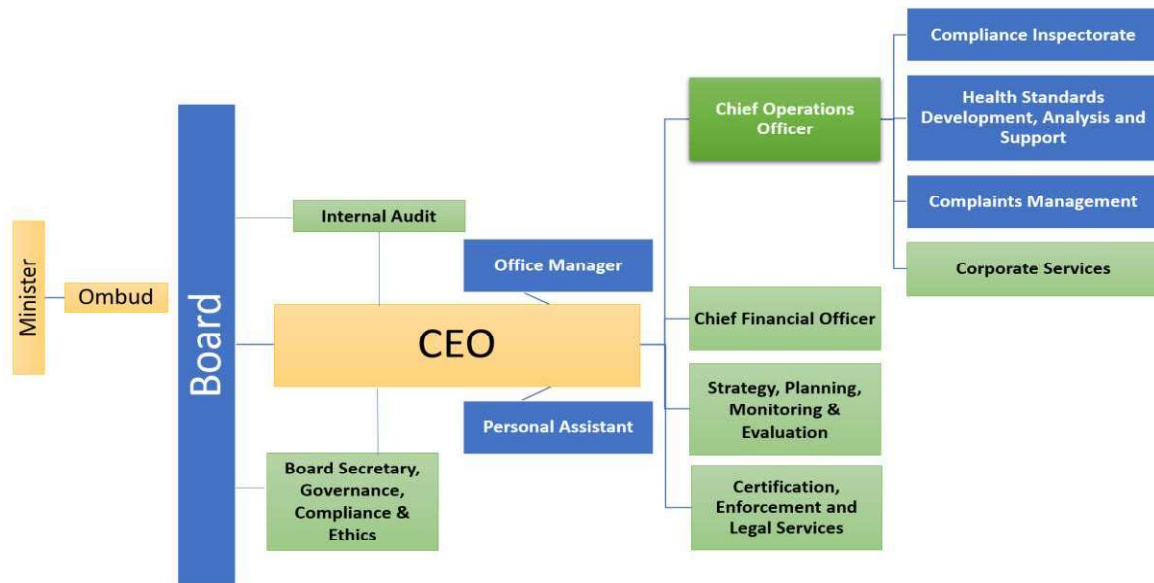 Minister
Ombud
Board
Internal Audit
CEO
Board Secretary,
Governance,
Compliance &
Ethics
Office Manager
Personal Assistant
Chief Operations
Officer
Chief Financial Officer
Strategy, Planning,
Monitoring &
Evaluation
Certification,
Enforcement and
Legal Services
Compliance Inspectorate
Health Standards
Development, Analysis and
Support
Complaints Management
Corporate Services